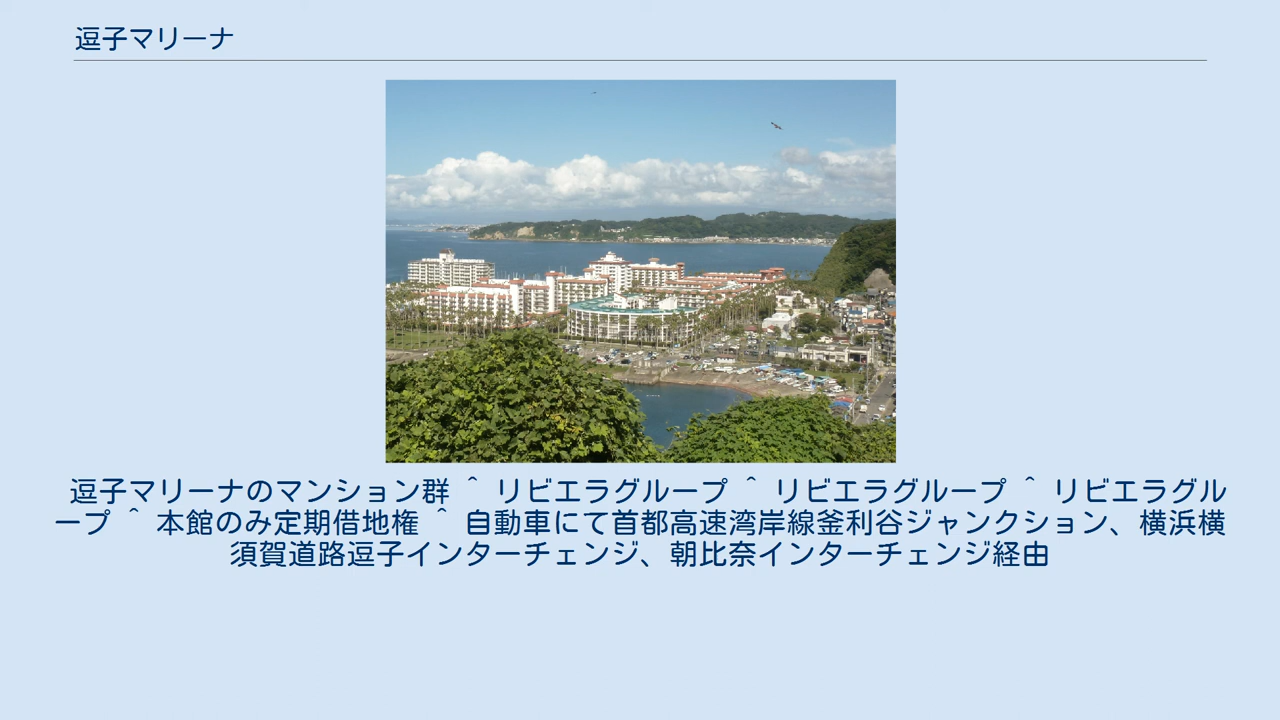 逗子マリーナ
逗子マリーナのマンション群 ^ リビエラグループ ^ リビエラグループ ^ リビエラグル
ープ ^ 本館のみ定期借地権 ^ 自動車にて首都高速湾岸線釜利谷ジャンクション、横浜横
須賀道路逗子インターチェンジ、朝比奈インターチェンジ経由